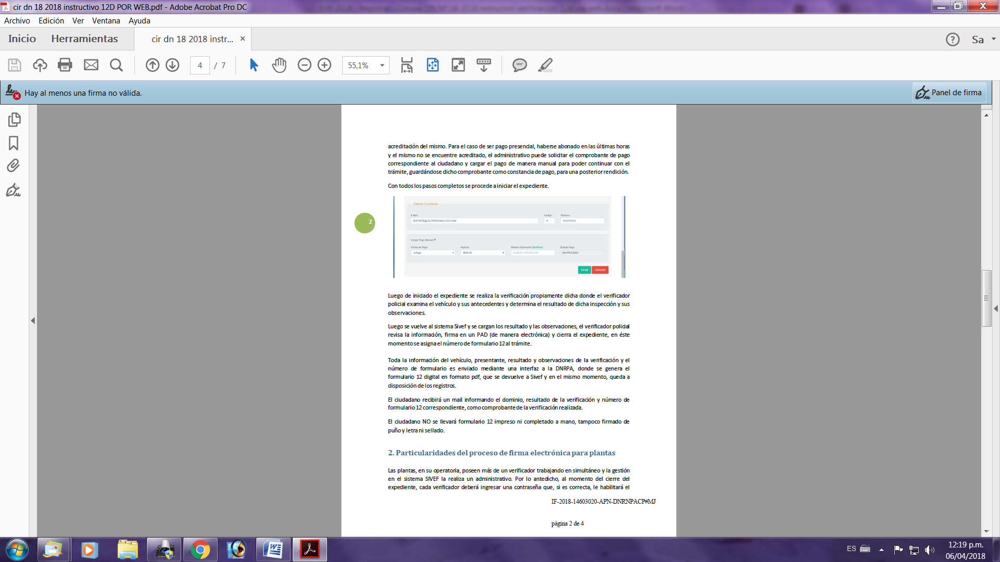 cir dn 18 2018 instructivo 12D POR WEB.pdf - Adobe Acrobat Pro DC
Archivo Edición Ver Ventana Ayuda
Inicio Herramientas cir dn 18 2018 instr... × ? Sa
4 / 7 55,1%
Hay al menos una firma no válida.
Panel de firma
acreditación del mismo. Para el caso de ser pago presencial, haberse abonado en las últimas horas
y el mismo no se encuentre acreditado, el administrativo puede solicitar el comprobante de pago
correspondiente al ciudadano y cargar el pago de manera manual para poder continuar con el
trámite, guardándose dicho comprobante como constancia de pago, para una posterior rendición.
Con todos los pasos completos se procede a iniciar el expediente.
Datos Contacto
E-Mail Código Teléfono
SOPORTE@CELTATECHNOLOGY.COM 11 1515151515
2
Cargar Pago Manual
Forma de Pago Importe Número Operación [Verificar] Estado Pago
e-Pago $600.00 NUMERO OPERACION EN-PROCESO
Iniciar Cancelar
Luego de iniciado el expediente se realiza la verificación propiamente dicha donde el verificador
policial examina el vehículo y sus antecedentes y determina el resultado de dicha inspección y sus
observaciones.
Luego se vuelve al sistema Sivef y se cargan los resultado y las observaciones, el verificador policial
revisa la información, firma en un PAD (de manera electrónica) y cierra el expediente, en éste
momento se asigna el número de formulario 12 al trámite.
Toda la información del vehículo, presentante, resultado y observaciones de la verificación y el
número de formulario es enviado mediante una interfaz a la DNRPA, donde se genera el
formulario 12 digital en formato pdf, que se devuelve a Sivef y en el mismo momento, queda a
disposición de los registros.
El ciudadano recibirá un mail informando el dominio, resultado de la verificación y número de
formulario 12 correspondiente, como comprobante de la verificación realizada.
El ciudadano NO se llevará formulario 12 impreso ni completado a mano, tampoco firmado de
puño y letra ni sellado.
2. Particularidades del proceso de firma electrónica para plantas
Las plantas, en su operatoria, poseen más de un verificador trabajando en simultáneo y la gestión
en el sistema SIVEF la realiza un administrativo. Por lo antedicho, al momento del cierre del
expediente, cada verificador deberá ingresar una contraseña que, si es correcta, le habilitará el
IF-2018-14603020-APN-DNRNPACP#MJ
página 2 de 4
ES
12:19 p.m.
06/04/2018